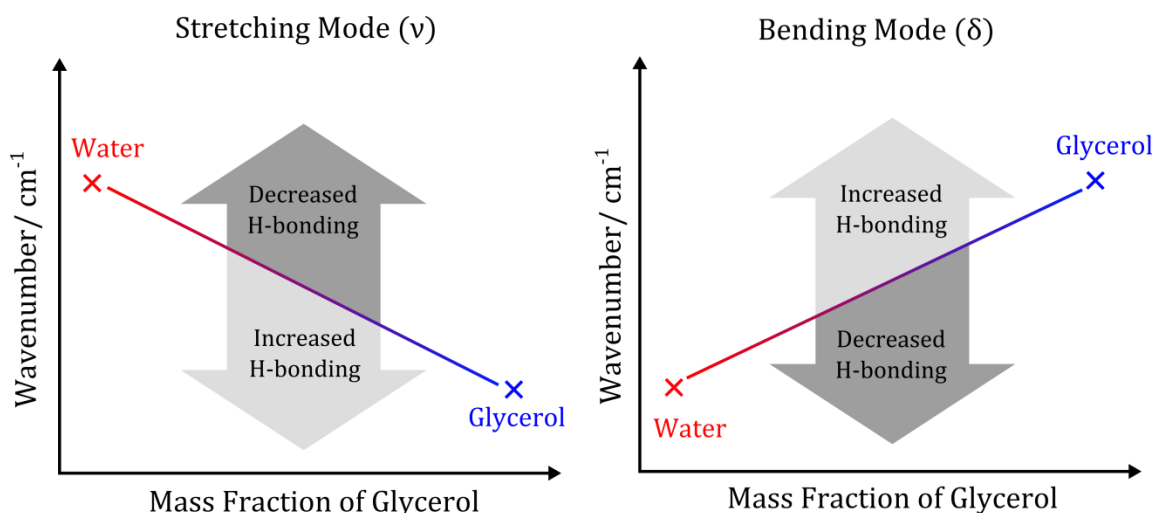 Stretching Mode (ν)
Wavenumber/ cm⁻¹
Water
Decreased
H-bonding
Increased
H-bonding
Glycerol
Mass Fraction of Glycerol
Bending Mode (δ)
Wavenumber/ cm⁻¹
Glycerol
Increased
H-bonding
Decreased
H-bonding
Water
Mass Fraction of Glycerol